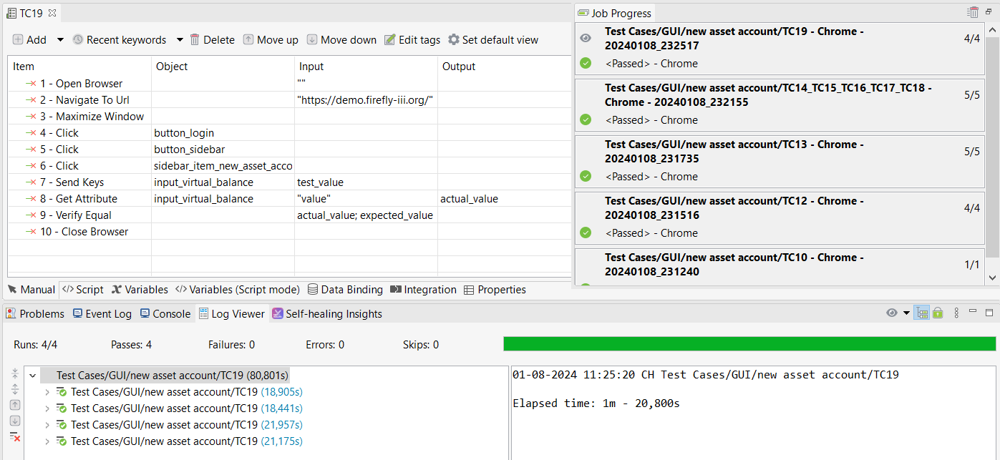 TC19
Add Recent keywords Delete Move up Move down Edit tags Set default view
Item Object Input Output
1 - Open Browser ""
2 - Navigate To Url "https://demo.firefly-iii.org/"
3 - Maximize Window
4 - Click button_login
5 - Click button_sidebar
6 - Click sidebar_item_new_asset_acco
7 - Send Keys input_virtual_balance test_value
8 - Get Attribute input_virtual_balance "value" actual_value
9 - Verify Equal actual_value; expected_value
10 - Close Browser
Manual </> Script Variables </> Variables (Script mode) Data Binding Integration Properties
Job Progress
Test Cases/GUI/new asset account/TC19 - Chrome -
20240108_232517
4/4
<Passed> - Chrome
Test Cases/GUI/new asset account/TC14_TC15_TC16_TC17_TC18 -
Chrome - 20240108_232155
5/5
<Passed> - Chrome
Test Cases/GUI/new asset account/TC13 - Chrome -
20240108_231735
5/5
<Passed> - Chrome
Test Cases/GUI/new asset account/TC12 - Chrome -
20240108_231516
4/4
<Passed> - Chrome
Test Cases/GUI/new asset account/TC10 - Chrome -
20240108_231240
1/1
Problems Event Log Console Log Viewer Self-healing Insights
Runs: 4/4 Passes: 4 Failures: 0 Errors: 0 Skips: 0
Test Cases/GUI/new asset account/TC19 (80,801s)
Test Cases/GUI/new asset account/TC19 (18,905s)
Test Cases/GUI/new asset account/TC19 (18,441s)
Test Cases/GUI/new asset account/TC19 (21,957s)
Test Cases/GUI/new asset account/TC19 (21,175s)
01-08-2024 11:25:20 CH Test Cases/GUI/new asset account/TC19
Elapsed time: 1m - 20,800s